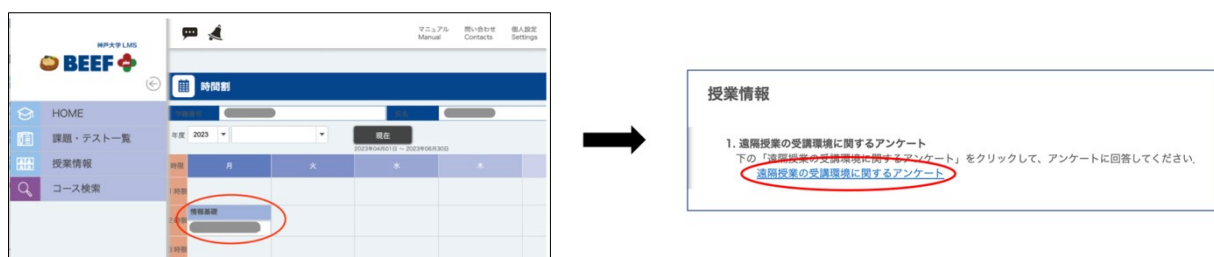 神戸大学 LMS
BEEF
マニュアル
Manual
問い合わせ
Contacts
個人設定
Settings
時間割
HOME
課題・テスト一覧
授業情報
コース検索
年度 2023
現在
2023年04月01日 ~ 2023年08月30日
時限 月 火 水 木
1 時限
2 時限
情報基礎
3 時限
授業情報
1. 遠隔授業の受講環境に関するアンケート
下の「遠隔授業の受講環境に関するアンケート」をクリックして、アンケートに回答してください
遠隔授業の受講環境に関するアンケート